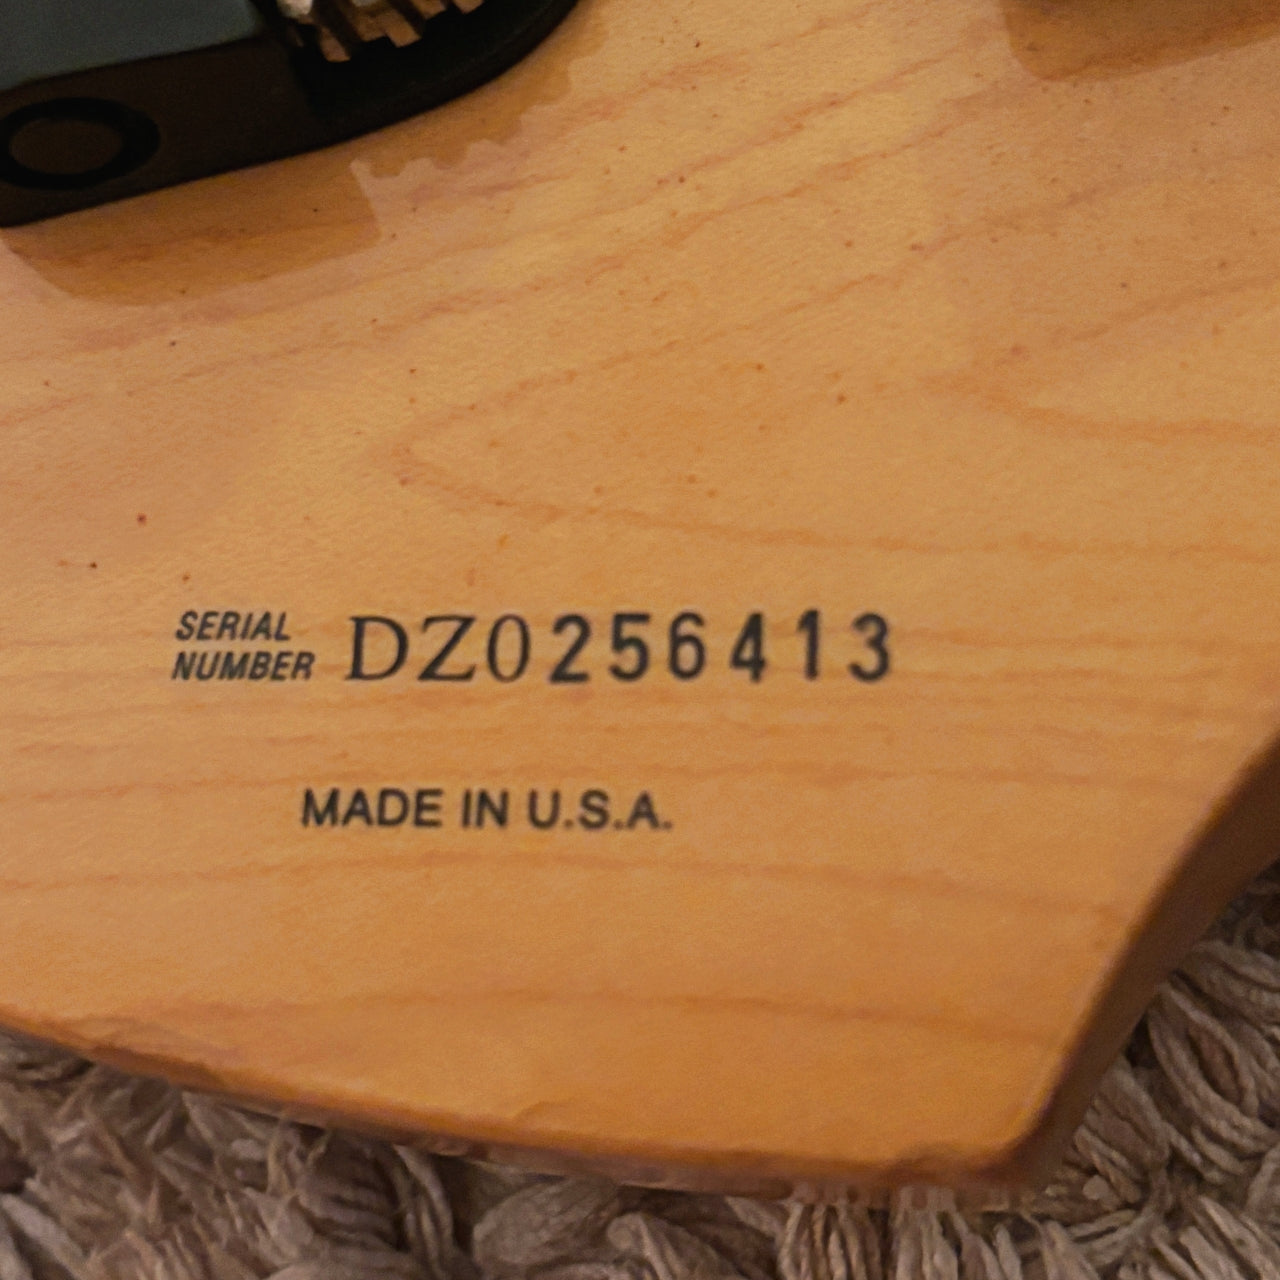 SERIAL
NUMBER DZ0256413
MADE IN U.S.A.